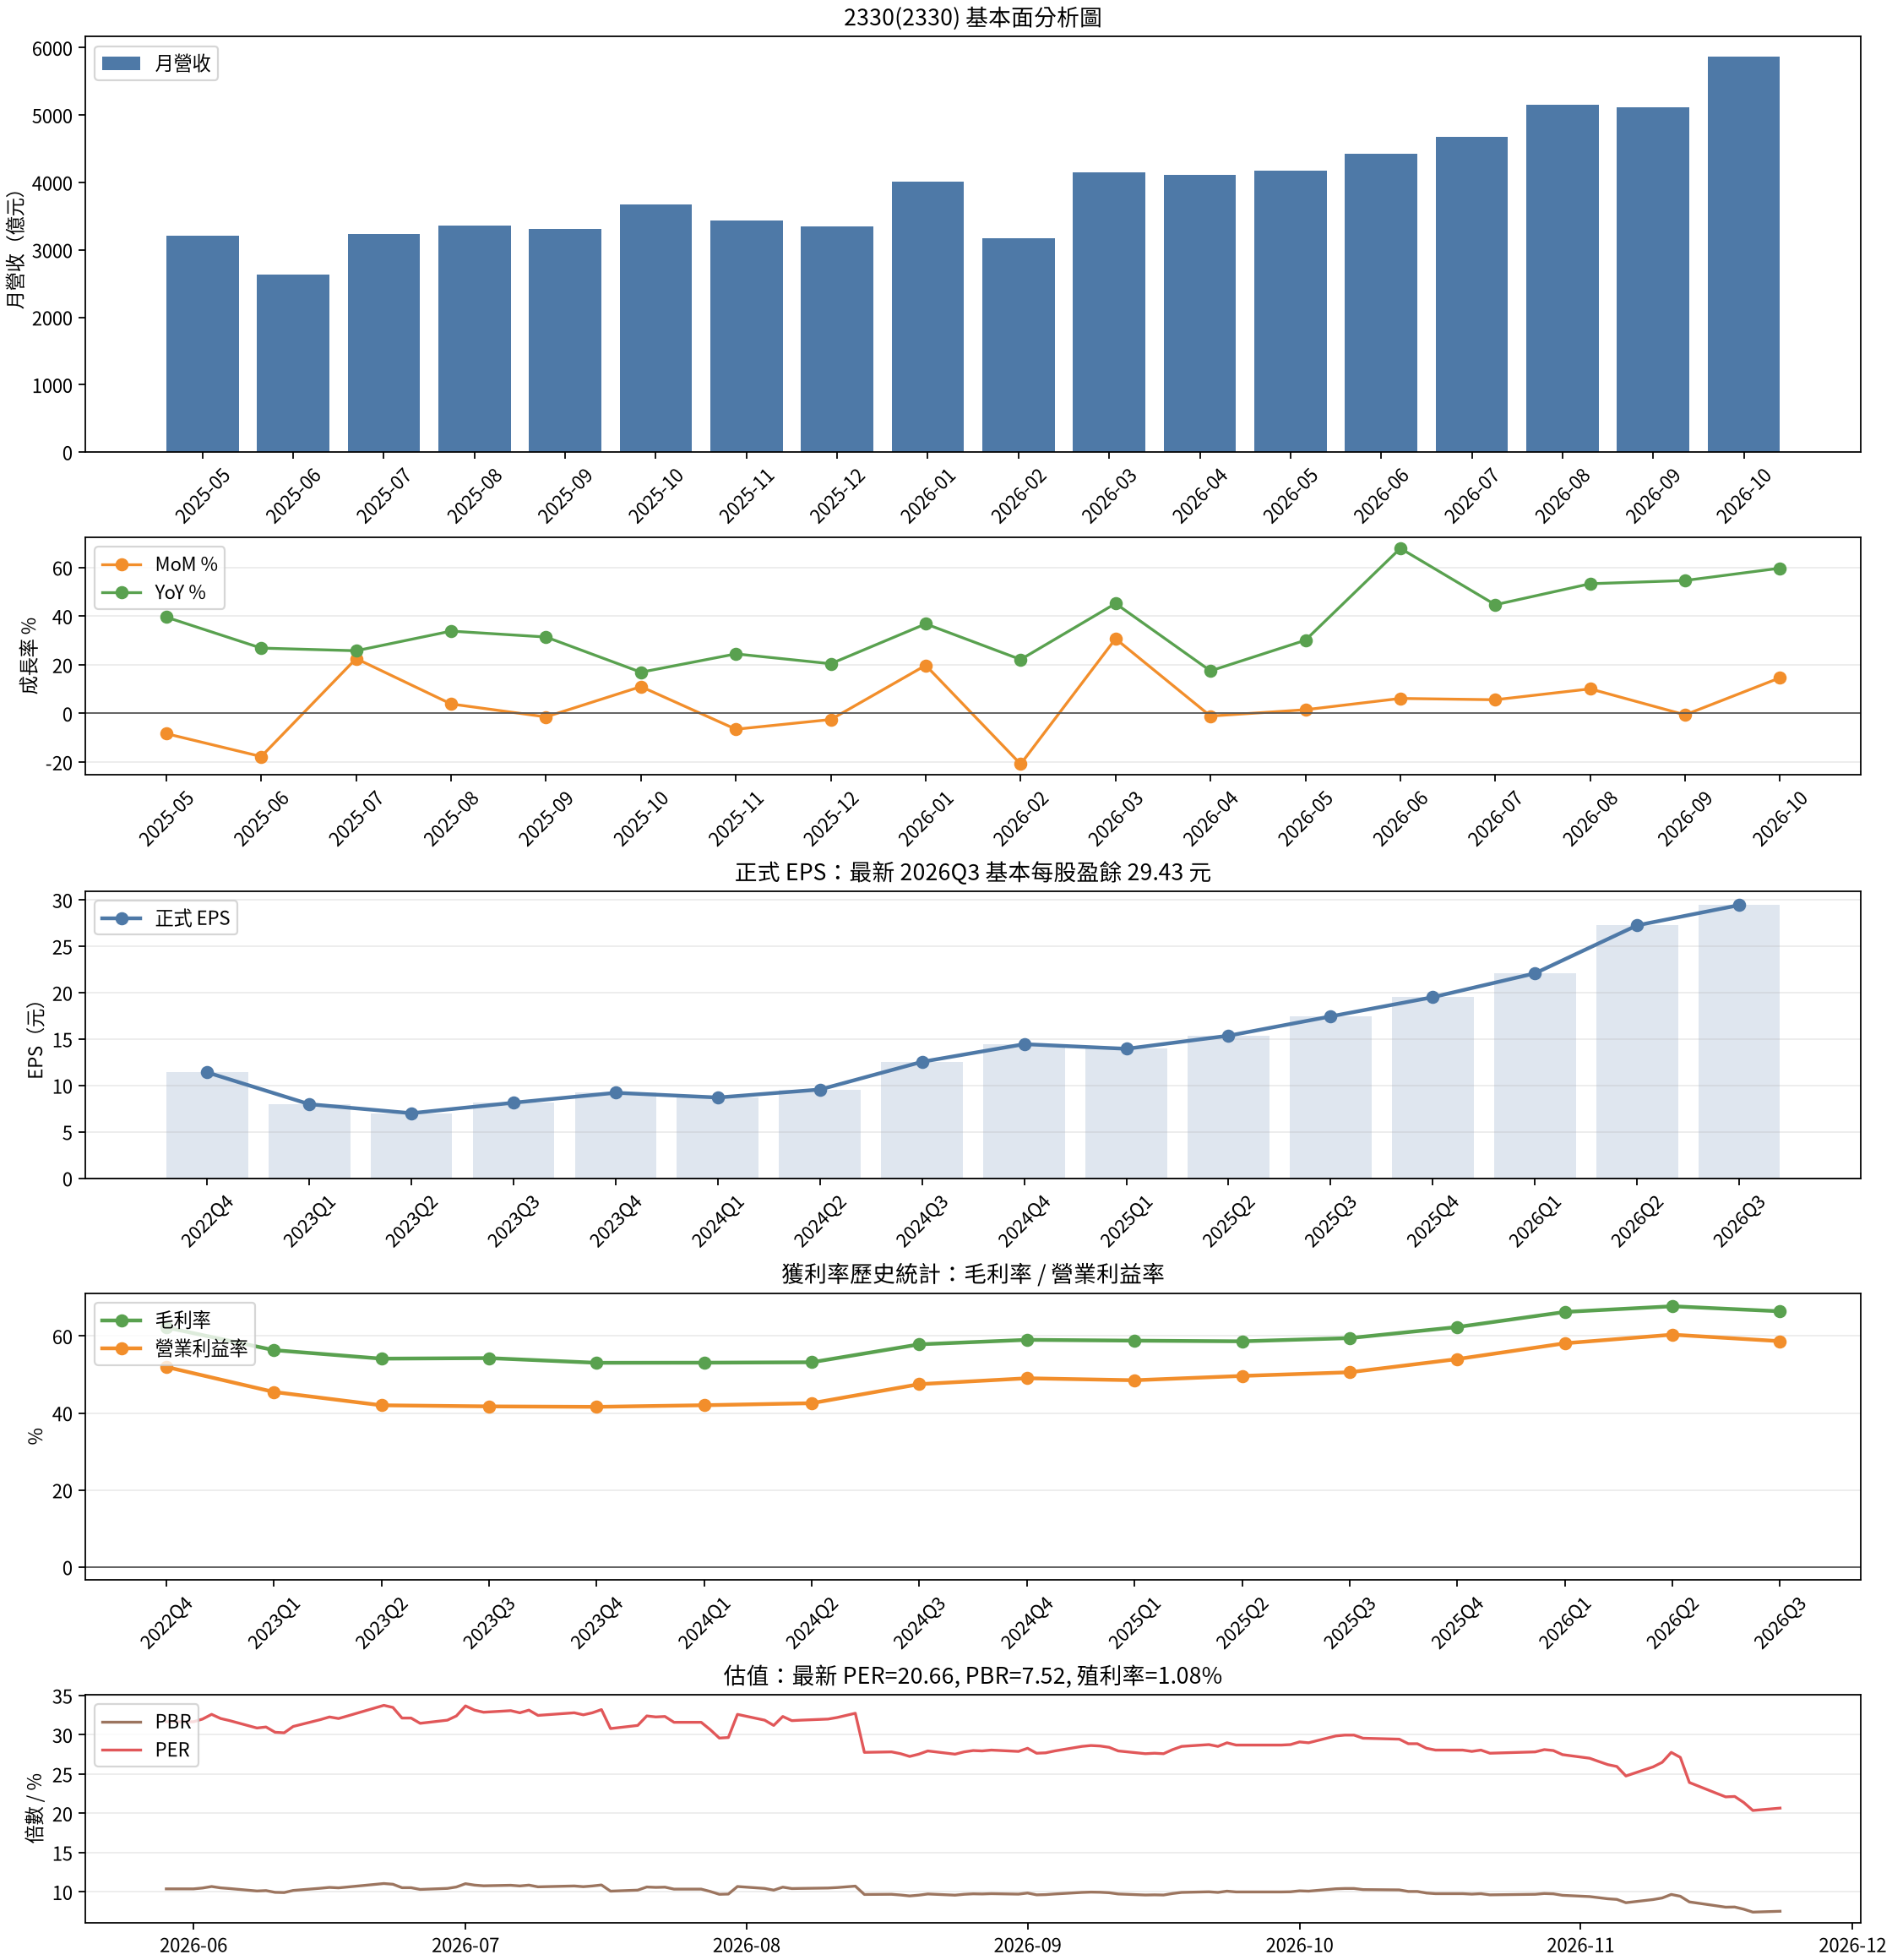 2330(2330) 基本面分析圖
月營收
月營收（億元）
6000
5000
4000
3000
2000
1000
0
2025-05
2025-06
2025-07
2025-08
2025-09
2025-10
2025-11
2025-12
2026-01
2026-02
2026-03
2026-04
2026-05
2026-06
2026-07
2026-08
2026-09
2026-10
MoM %
YoY %
成長率 %
60
40
20
0
-20
2025-05
2025-06
2025-07
2025-08
2025-09
2025-10
2025-11
2025-12
2026-01
2026-02
2026-03
2026-04
2026-05
2026-06
2026-07
2026-08
2026-09
2026-10
正式 EPS：最新 2026Q3 基本每股盈餘 29.43 元
正式 EPS
EPS（元）
30
25
20
15
10
5
0
2022Q4
2023Q1
2023Q2
2023Q3
2023Q4
2024Q1
2024Q2
2024Q3
2024Q4
2025Q1
2025Q2
2025Q3
2025Q4
2026Q1
2026Q2
2026Q3
獲利率歷史統計：毛利率 / 營業利益率
毛利率
營業利益率
%
60
40
20
0
2022Q4
2023Q1
2023Q2
2023Q3
2023Q4
2024Q1
2024Q2
2024Q3
2024Q4
2025Q1
2025Q2
2025Q3
2025Q4
2026Q1
2026Q2
2026Q3
估值：最新 PER=20.66, PBR=7.52, 殖利率=1.08%
PBR
PER
倍數 / %
35
30
25
20
15
10
2026-06
2026-07
2026-08
2026-09
2026-10
2026-11
2026-12